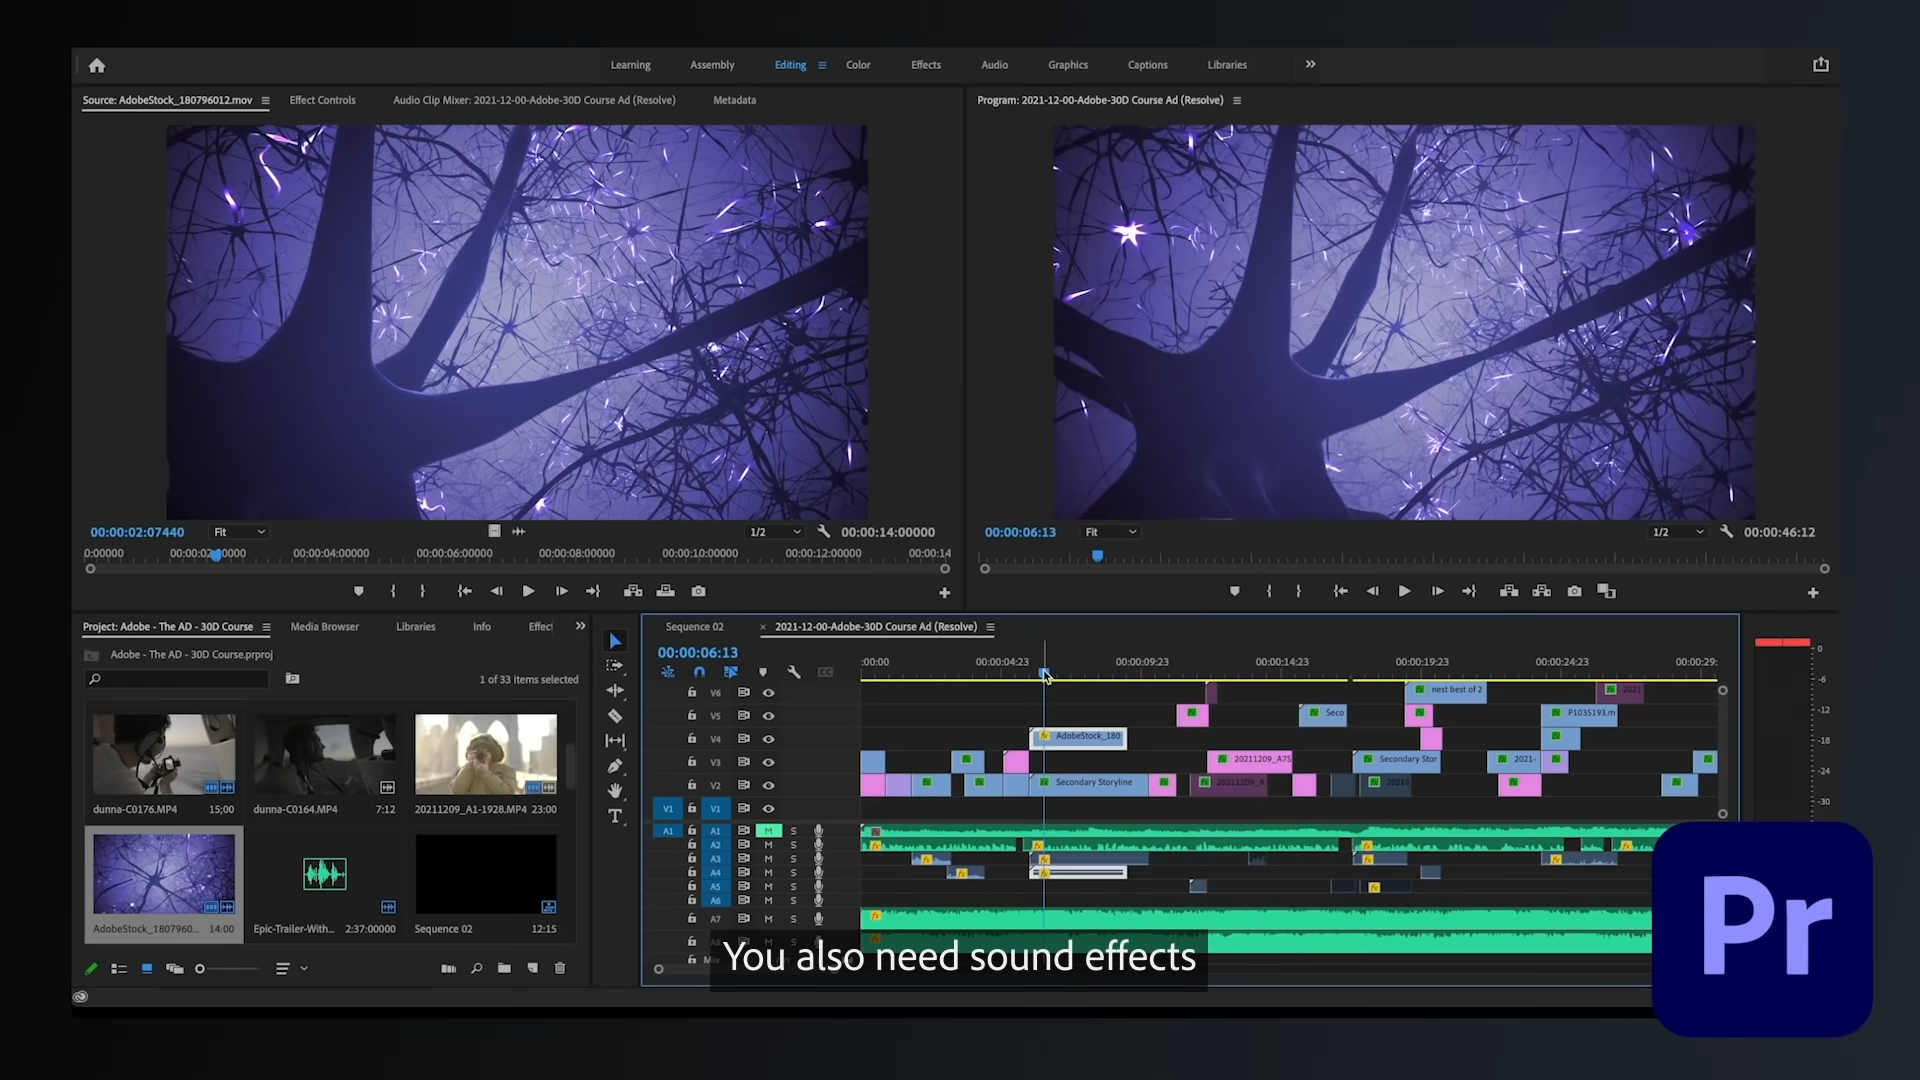 Learning Assembly Editing Color Effects Audio Graphics Captions Libraries
Source: AdobeStock_180796012.mov Effect Controls Audio Clip Mixer: 2021-12-00-Adobe-30D Course Ad (Resolve) Metadata
Program: 2021-12-00-Adobe-30D Course Ad (Resolve)
00:00:02:07440 Fit 1/2 00:00:14:00000
00:00:06:13 Fit 1/2 00:00:46:12
0:00000 00:00:04:00000 00:00:06:00000 00:00:08:00000 00:00:10:00000 00:00:12:00000 00:00:14
Project: Adobe - The AD - 30D Course Media Browser Libraries Info Effect
Adobe - The AD - 30D Course.prproj
1 of 33 items selected
dunna-C0176.MP4 15;00
dunna-C0164.MP4 7:12
20211209_A1-1928.MP4 23:00
AdobeStock_1807960... 14:00
Epic-Trailer-With... 2:37:00000
Sequence 02 12:15
Sequence 02 × 2021-12-00-Adobe-30D Course Ad (Resolve)
00:00:06:13
:00:00 00:00:04:23 00:00:09:23 00:00:14:23 00:00:19:23 00:00:24:23 00:00:29:
V6 nest best of 2 2021
V5 Seco P1035193.m
V4 AdobeStock_180
V3 20211209_A7S Secondary Stor 2021-
V2 Secondary Storyline 20211209_A 20210
V1 V1
A1 A1 M S
A2 M S
A3 M S
A4 M S
A5 M S
A6 M S
A7 M S
0
-6
-12
-18
-24
-30
You also need sound effects
Pr